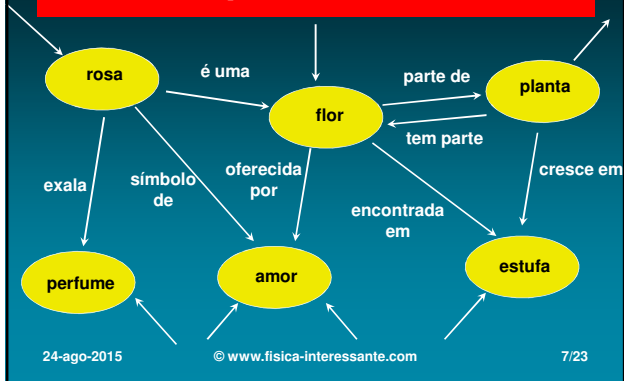 rosa
é uma
parte de
planta
flor
tem parte
exala
símbolo
de
oferecida
por
cresce em
encontrada
em
perfume
amor
estufa
24-ago-2015
© www.fisica-interessante.com
7/23